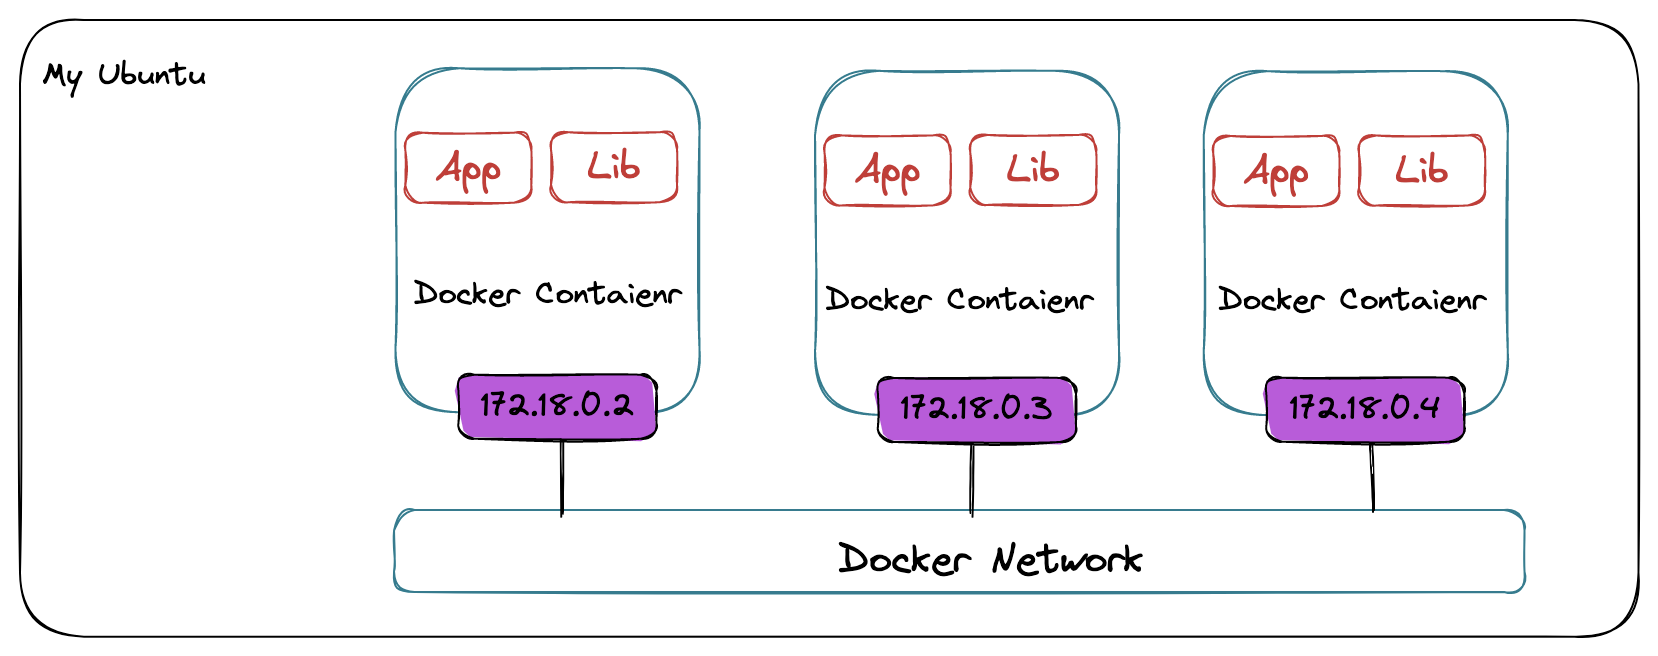 My Ubuntu
App Lib
App Lib
App Lib
Docker Contaienr
Docker Contaienr
Docker Contaienr
172.18.0.2
172.18.0.3
172.18.0.4
Docker Network